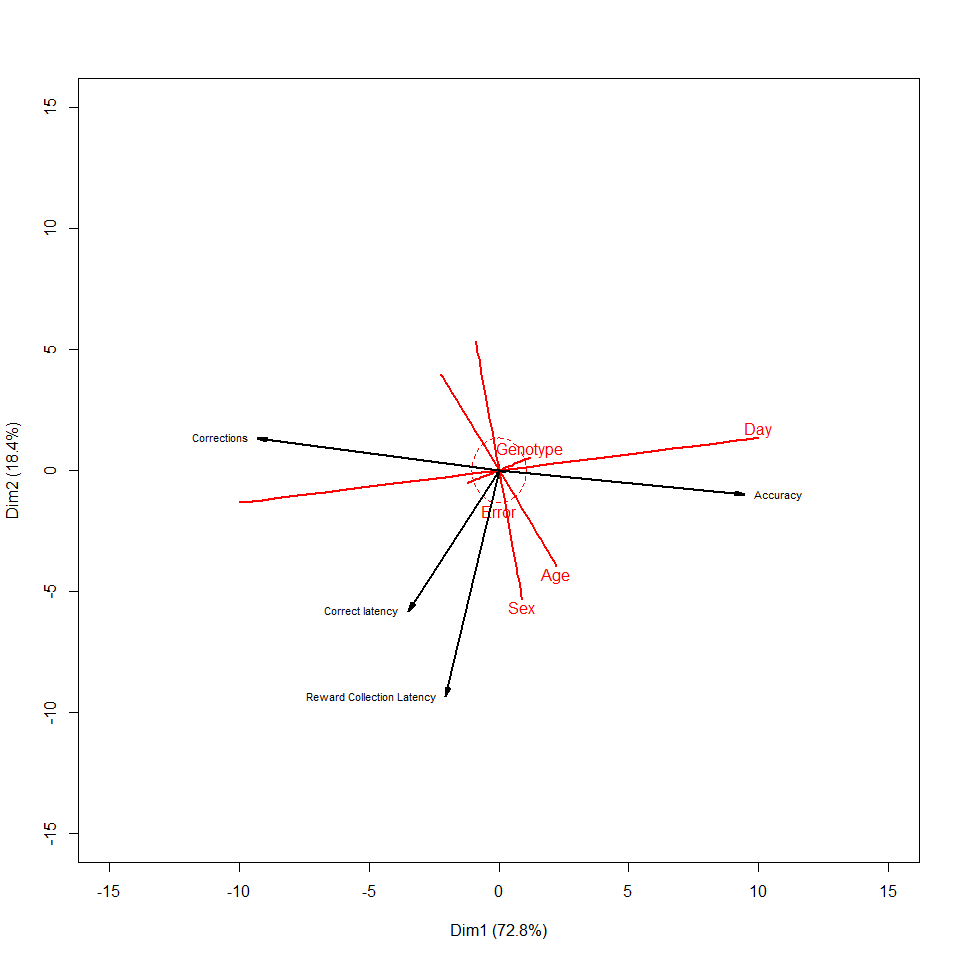 15
10
5
0
-5
-10
-15
Dim2 (18.4%)
Genotype
Day
Corrections
Accuracy
Error
Age
Sex
Correct latency
Reward Collection Latency
-15 -10 -5 0 5 10 15
Dim1 (72.8%)